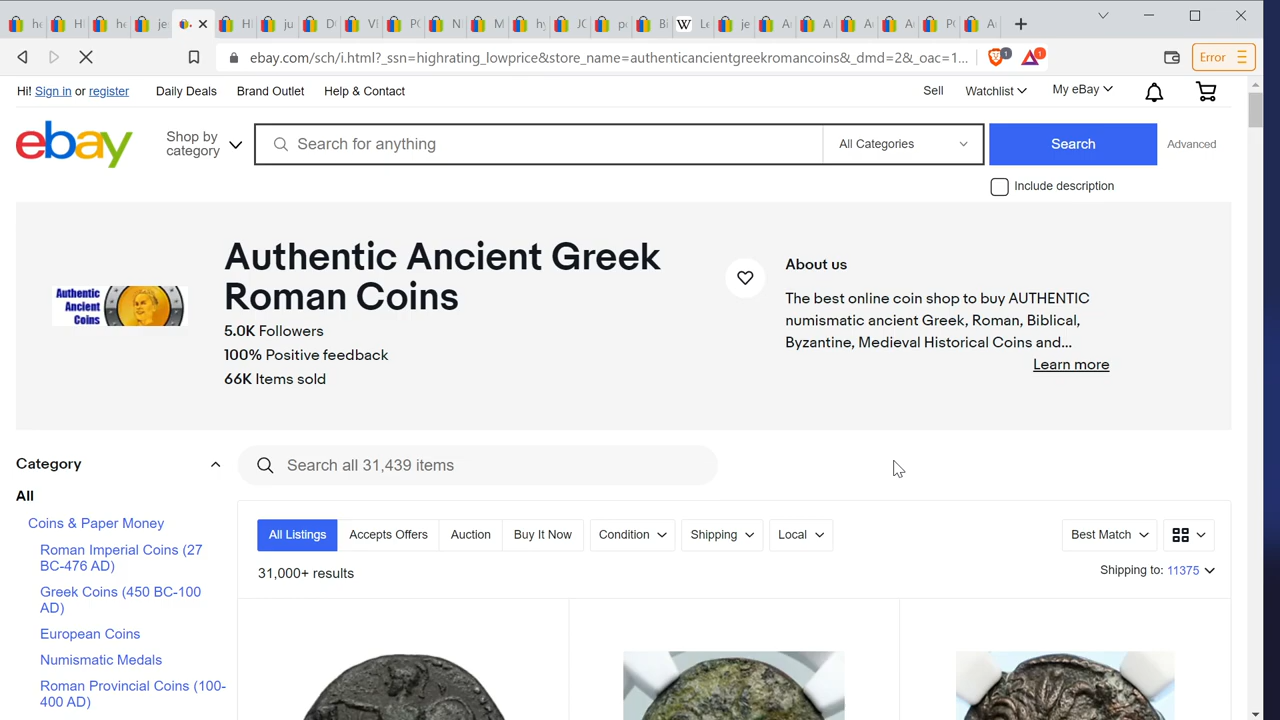 ebay.com/sch/i.html?_ssn=highrating_lowprice&store_name=authenticancientgreekromancoins&_dmd=2&_oac=1...
1
1
Error
Hi! Sign in or register
Daily Deals
Brand Outlet
Help & Contact
Sell
Watchlist
My eBay
ebay
Shop by category
Search for anything
All Categories
Search
Advanced
Include description
Authentic
Ancient
Coins
Authentic Ancient Greek
Roman Coins
5.0K Followers
100% Positive feedback
66K Items sold
About us
The best online coin shop to buy AUTHENTIC
numismatic ancient Greek, Roman, Biblical,
Byzantine, Medieval Historical Coins and...
Learn more
Category
All
Coins & Paper Money
Roman Imperial Coins (27
BC-476 AD)
Greek Coins (450 BC-100
AD)
European Coins
Numismatic Medals
Roman Provincial Coins (100-
400 AD)
Search all 31,439 items
All Listings
Accepts Offers
Auction
Buy It Now
Condition
Shipping
Local
Best Match
31,000+ results
Shipping to: 11375